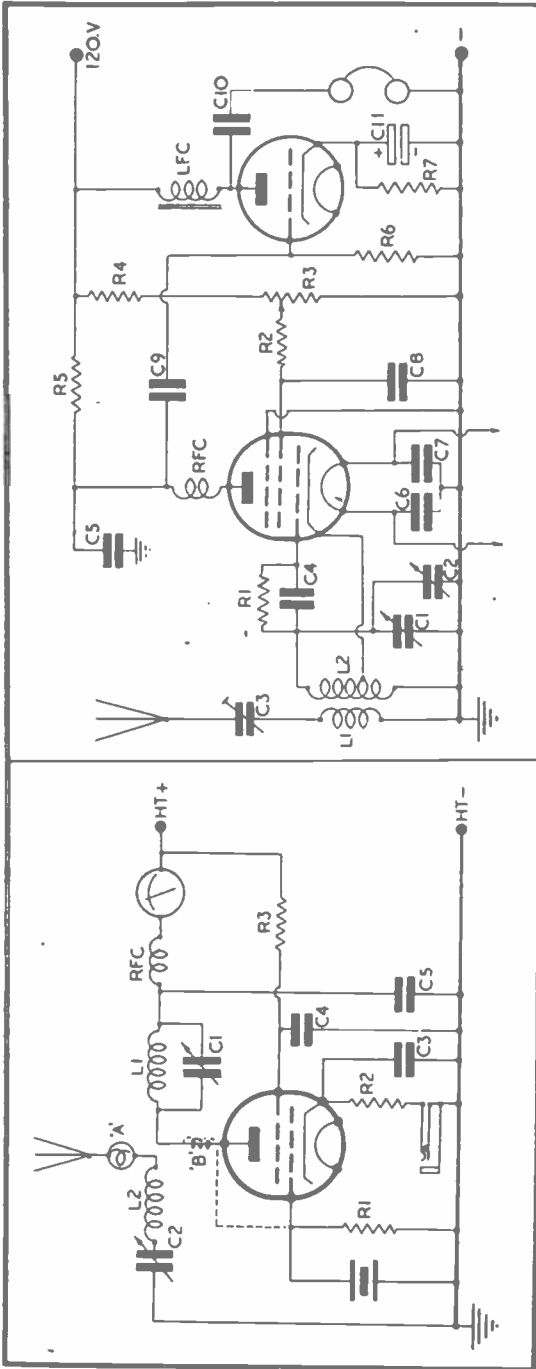 'A'
L2
C2
L1
C1
RFC
HT+
'B'
R3
C4
C5
R2
C3
R1
HT-
120.V
R5
C5
RFC
C9
R4
LFC
C10
R2
R3
R6
C8
C11
+
-
R7
R1
C4
C3
L1
L2
C1
C2
C6
C7
-